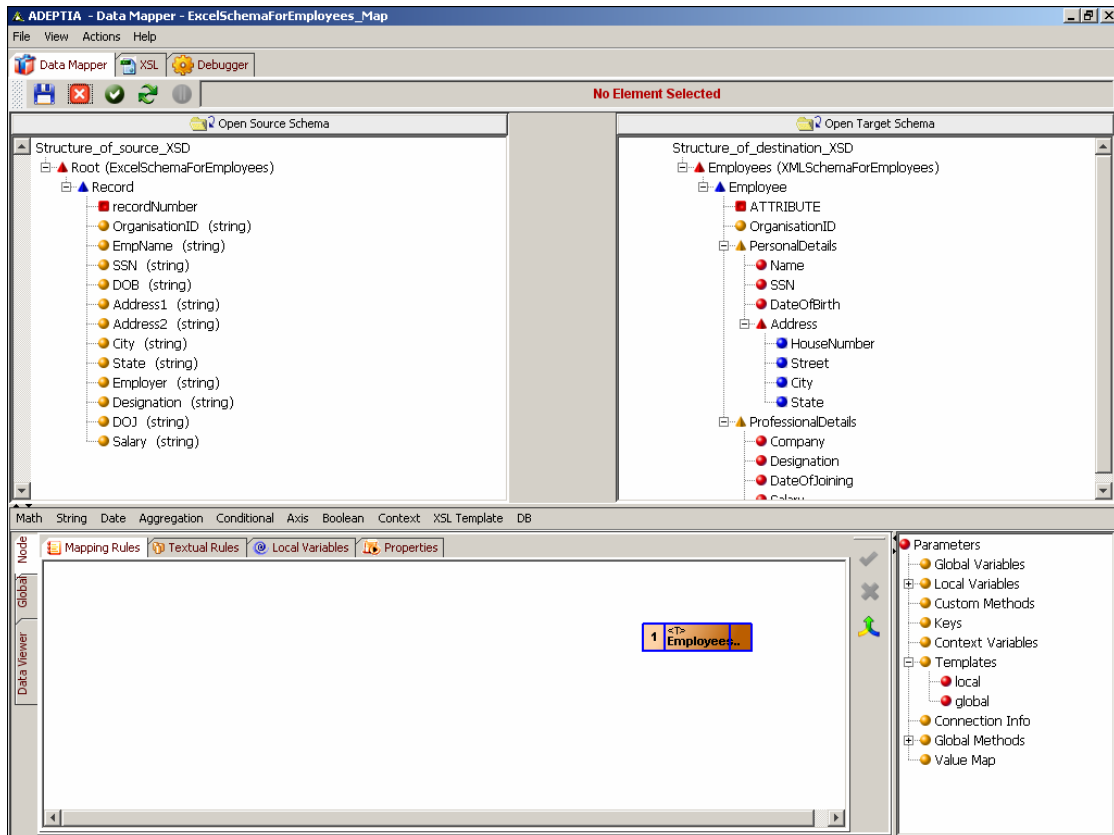 ADEPTIA - Data Mapper - ExcelSchemaForEmployees_Map
File View Actions Help
Data Mapper XSL Debugger
No Element Selected
Open Source Schema
Structure_of_source_XSD
Root (ExcelSchemaForEmployees)
Record
recordNumber
OrganisationID (string)
EmpName (string)
SSN (string)
DOB (string)
Address1 (string)
Address2 (string)
City (string)
State (string)
Employer (string)
Designation (string)
DOJ (string)
Salary (string)
Open Target Schema
Structure_of_destination_XSD
Employees (XMLSchemaForEmployees)
Employee
ATTRIBUTE
OrganisationID
PersonalDetails
Name
SSN
DateOfBirth
Address
HouseNumber
Street
City
State
ProfessionalDetails
Company
Designation
DateOfJoining
Salary
Math String Date Aggregation Conditional Axis Boolean Context XSL Template DB
Node
Global
Data Viewer
Mapping Rules Textual Rules Local Variables Properties
1 <T>
Employees..
Parameters
Global Variables
Local Variables
Custom Methods
Keys
Context Variables
Templates
local
global
Connection Info
Global Methods
Value Map